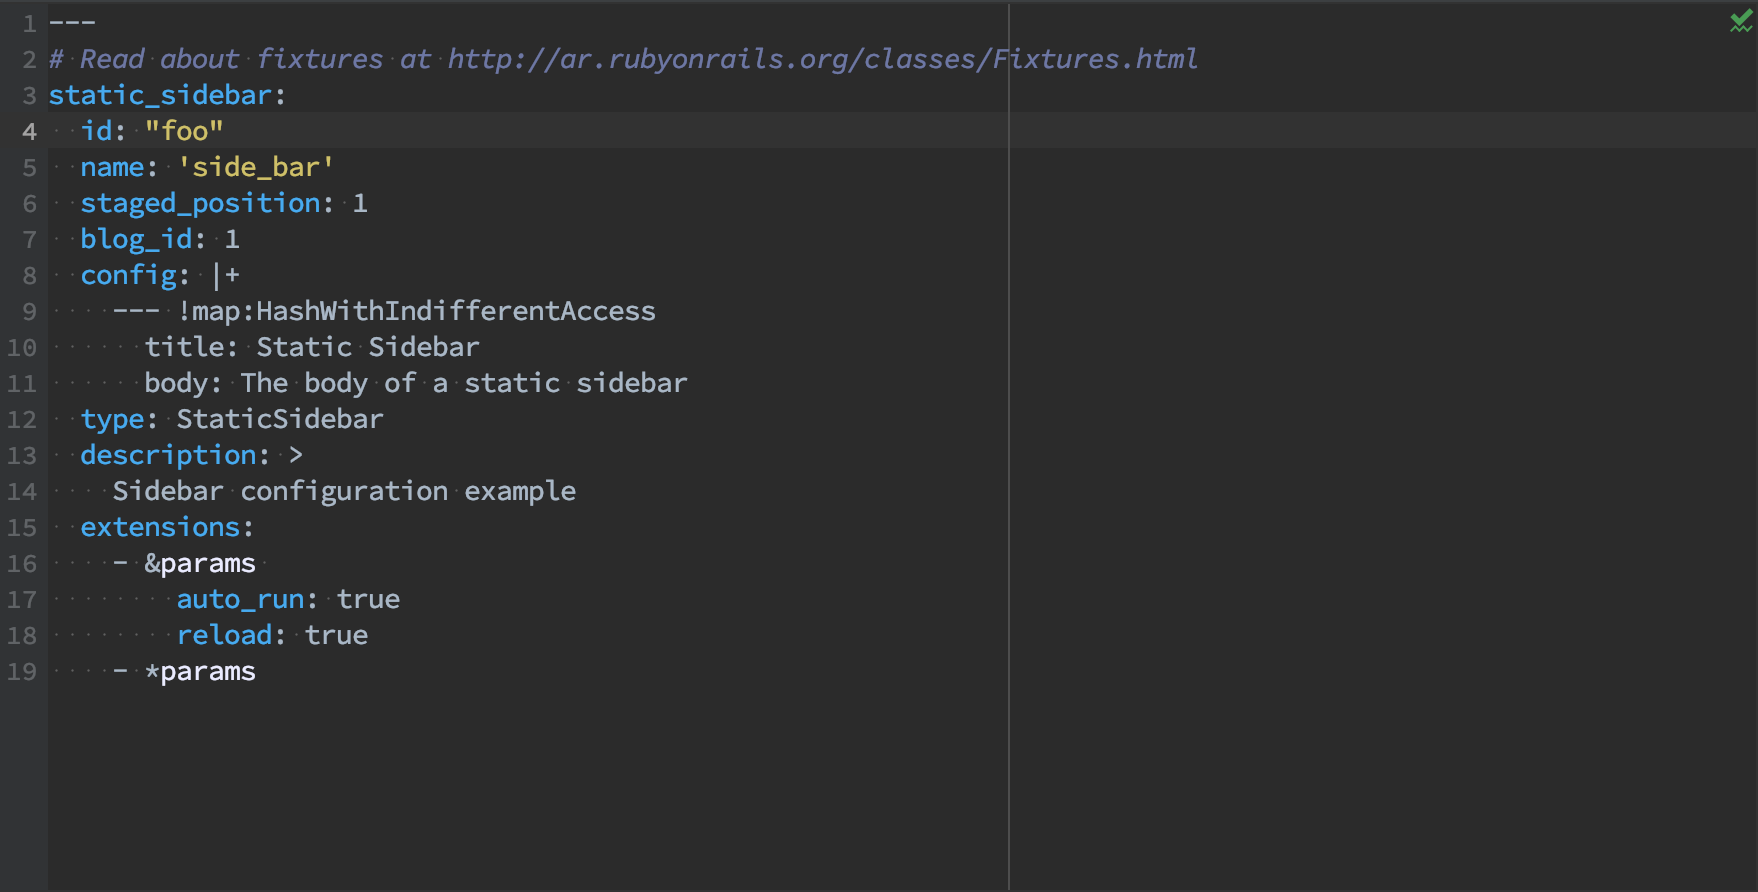 1 ---
2 # Read about fixtures at http://ar.rubyonrails.org/classes/Fixtures.html
3 static_sidebar:
4   id: "foo"
5   name: 'side_bar'
6   staged_position: 1
7   blog_id: 1
8   config: |+
9     --- !map:HashWithIndifferentAccess
10       title: Static Sidebar
11       body: The body of a static sidebar
12   type: StaticSidebar
13   description: >
14     Sidebar configuration example
15   extensions:
16     - &params
17         auto_run: true
18         reload: true
19     - *params